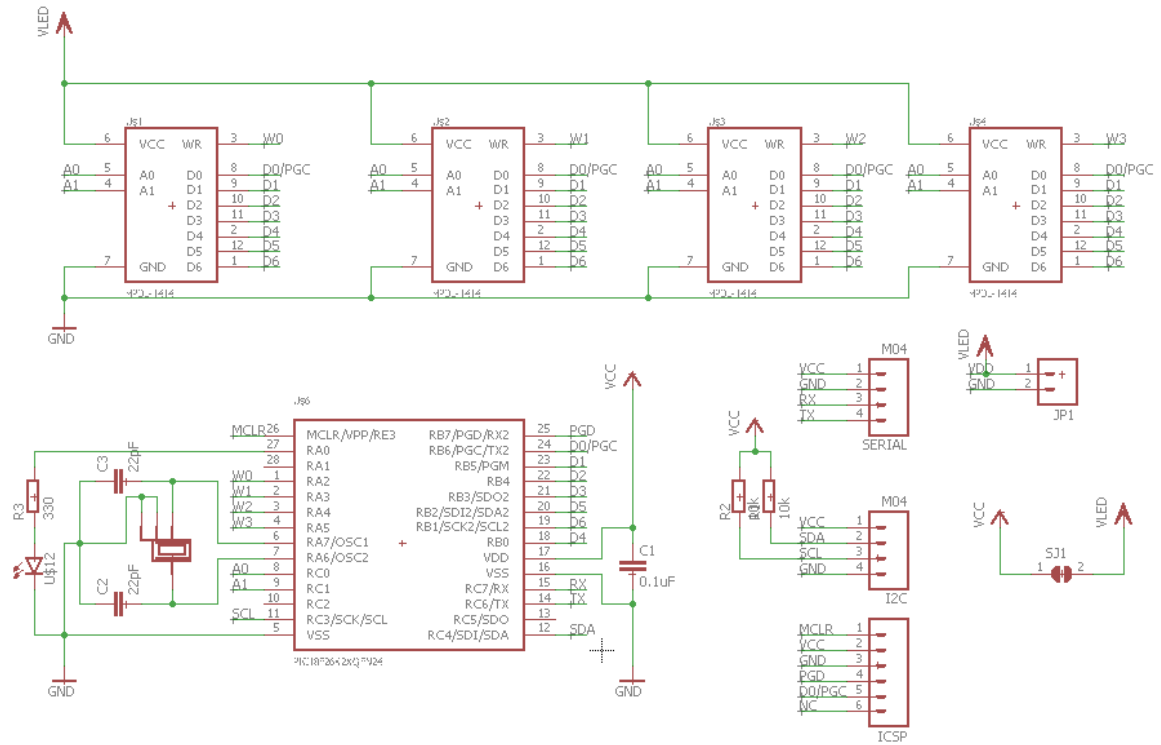 VLED
J$1 J$2 J$3 J$4
6 VCC WR 3 W0 6 VCC WR 3 W1 6 VCC WR 3 W2 6 VCC WR 3 W3
A0 5 A0 D0 8 D0/PGC A0 5 A0 D0 8 D0/PGC A0 5 A0 D0 8 D0/PGC A0 5 A0 D0 8 D0/PGC
A1 4 A1 D1 9 D1 A1 4 A1 D1 9 D1 A1 4 A1 D1 9 D1 A1 4 A1 D1 9 D1
D2 10 D2 D2 10 D2 D2 10 D2 D2 10 D2
D3 11 D3 D3 11 D3 D3 11 D3 D3 11 D3
D4 2 D4 D4 2 D4 D4 2 D4 D4 2 D4
D5 12 D5 D5 12 D5 D5 12 D5 D5 12 D5
7 GND D6 1 D6 7 GND D6 1 D6 7 GND D6 1 D6 7 GND D6 1 D6
GND
J$6
MCLR 26 MCLR/VPP/RE3 RB7/PGD/RX2 25 PGD
27 RA0 RB6/PGC/TX2 24 D0/PGC
28 RA1 RB5/PGM 23 D1
W0 1 RA2 RB4 22 D2
W1 2 RA3 RB3/SDO2 21 D3
W2 3 RA4 RB2/SDI2/SDA2 20 D5
W3 4 RA5 RB1/SCK2/SCL2 19 D6
6 RA7/OSC1 RB0 18 D4
7 RA6/OSC2 VDD 17
A0 8 RC0 VSS 16
A1 9 RC1 RC7/RX 15 RX
10 RC2 RC6/TX 14 TX
SCL 11 RC3/SCK/SCL RC5/SDO 13
5 VSS RC4/SDI/SDA 12 SDA
C3 22pF
R3 330
U$12
C2 22pF
GND
VCC
C1
0.1uF
GND
M04
VCC 1
GND 2
RX 3
TX 4
SERIAL
VLED
VDD 1
GND 2
JP1
VCC
R2
10k
M04
VCC 1
SDA 2
SCL 3
GND 4
I2C
VCC VLED
SJ1
1 2
MCLR 1
VCC 2
GND 3
PGD 4
D0/PGC 5
NC 6
ICSP